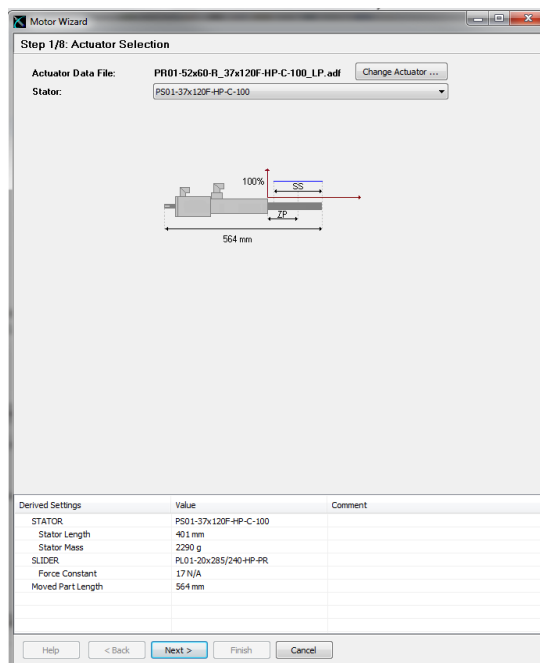 Motor Wizard
Step 1/8: Actuator Selection
Actuator Data File: PR01-52x60-R_37x120F-HP-C-100_LP.adf Change Actuator ...
Stator: PS01-37x120F-HP-C-100
100% SS
ZP
564 mm
Derived Settings Value Comment
STATOR PS01-37x120F-HP-C-100
Stator Length 401 mm
Stator Mass 2290 g
SLIDER PL01-20x285/240-HP-PR
Force Constant 17 N/A
Moved Part Length 564 mm
Help < Back Next > Finish Cancel